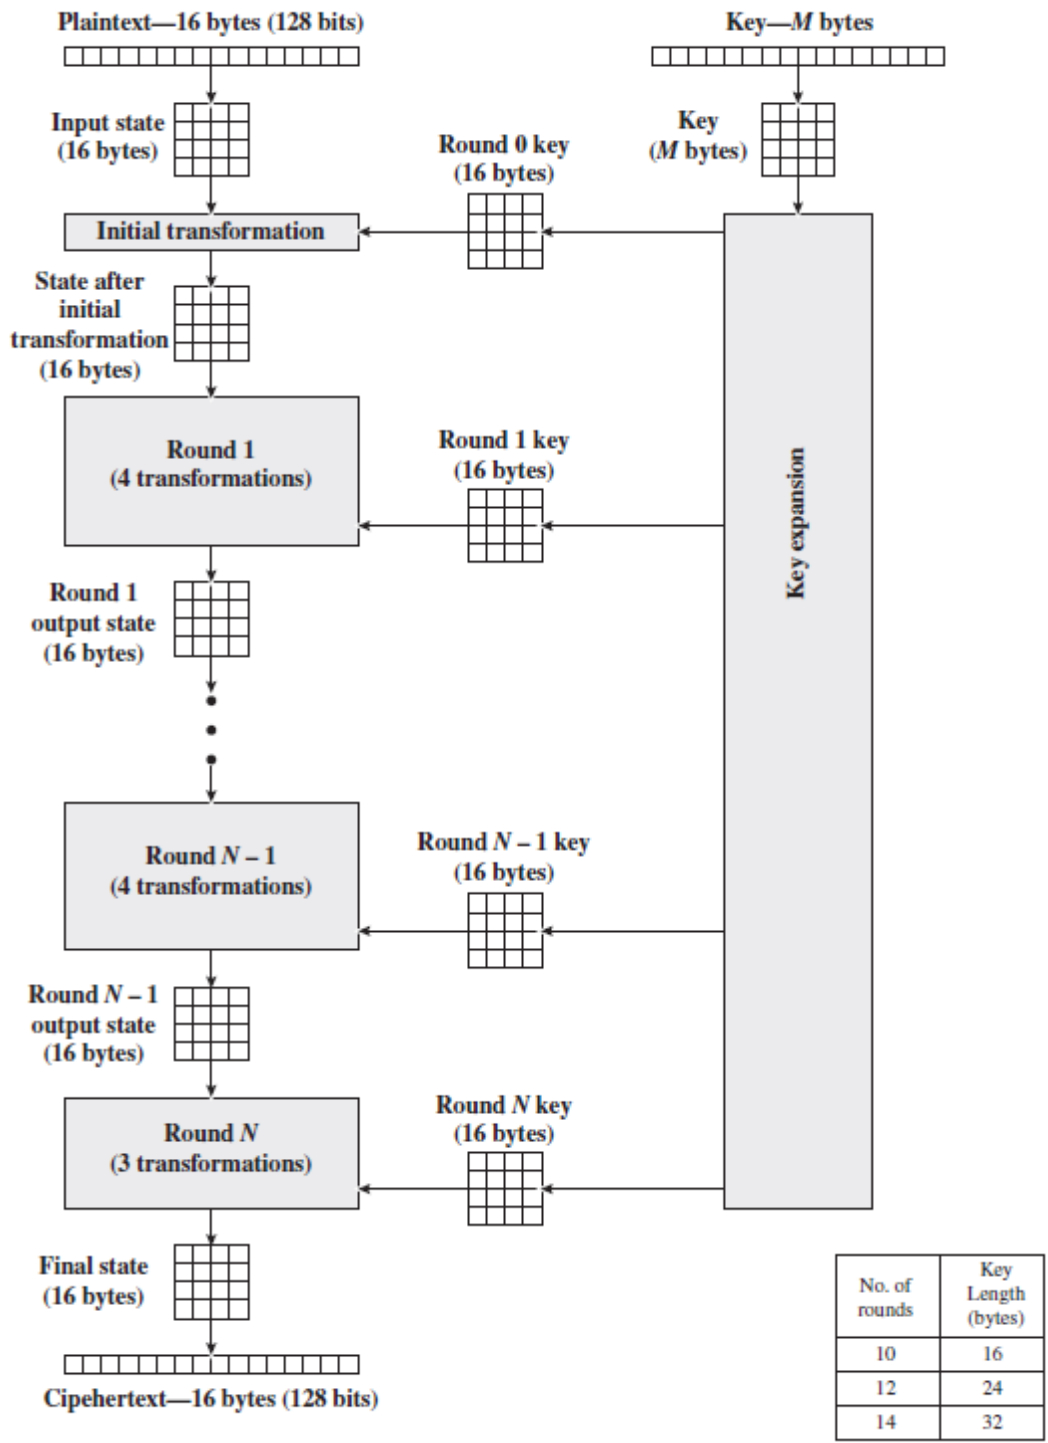 Plaintext—16 bytes (128 bits)
Key—M bytes
Input state
(16 bytes)
Key
(M bytes)
Round 0 key
(16 bytes)
Initial transformation
State after
initial
transformation
(16 bytes)
Round 1
(4 transformations)
Round 1 key
(16 bytes)
Key expansion
Round 1
output state
(16 bytes)
Round N – 1
(4 transformations)
Round N – 1 key
(16 bytes)
Round N – 1
output state
(16 bytes)
Round N
(3 transformations)
Round N key
(16 bytes)
Final state
(16 bytes)
Cipehertext—16 bytes (128 bits)
No. of
rounds
Key
Length
(bytes)
10 16
12 24
14 32